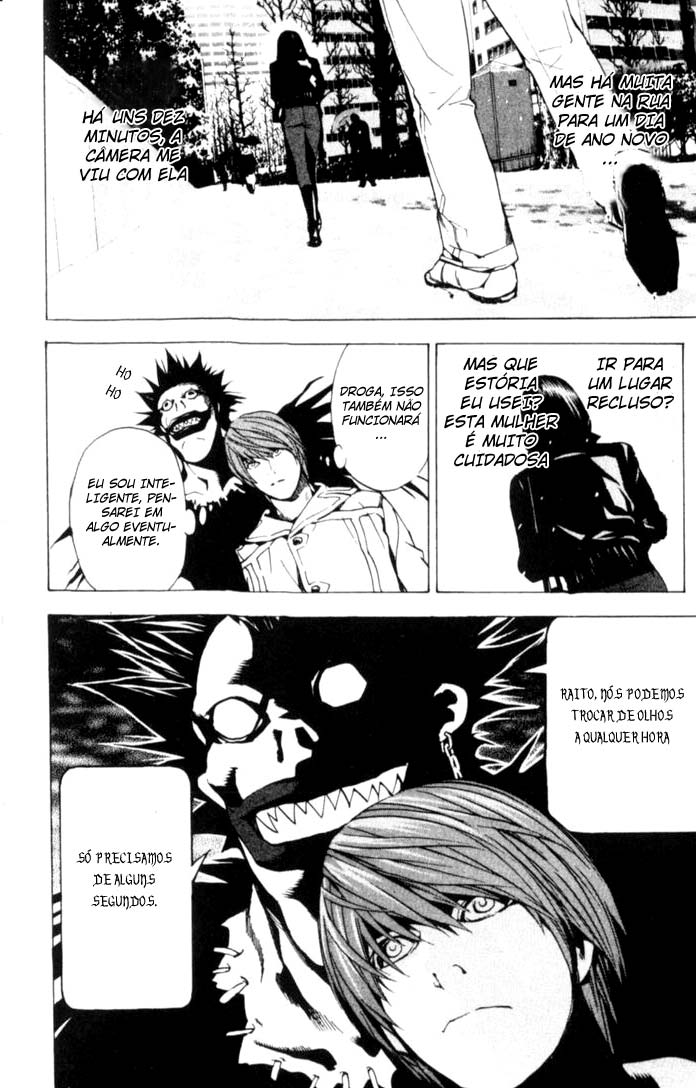 MAS HÁ MUITA
GENTE NA RUA
PARA UM DIA
DE ANO NOVO
...
HÁ UNS DEZ
MINUTOS, A
CÂMERA ME
VIU COM ELA
IR PARA
UM LUGAR
RECLUSO?
MAS QUE
ESTÓRIA
EU USEI?
ESTA MULHER
É MUITO
CUIDADOSA
DROGA, ISSO
TAMBÉM NÃO
FUNCIONARÁ
...
HO
HO
EU SOU INTE-
LIGENTE, PEN-
SAREI EM
ALGO EVENTU-
ALMENTE.
RAITO, NÓS PODEMOS
TROCAR DE OLHOS
A QUALQUER HORA
SÓ PRECISAMOS
DE ALGUNS
SEGUNDOS.